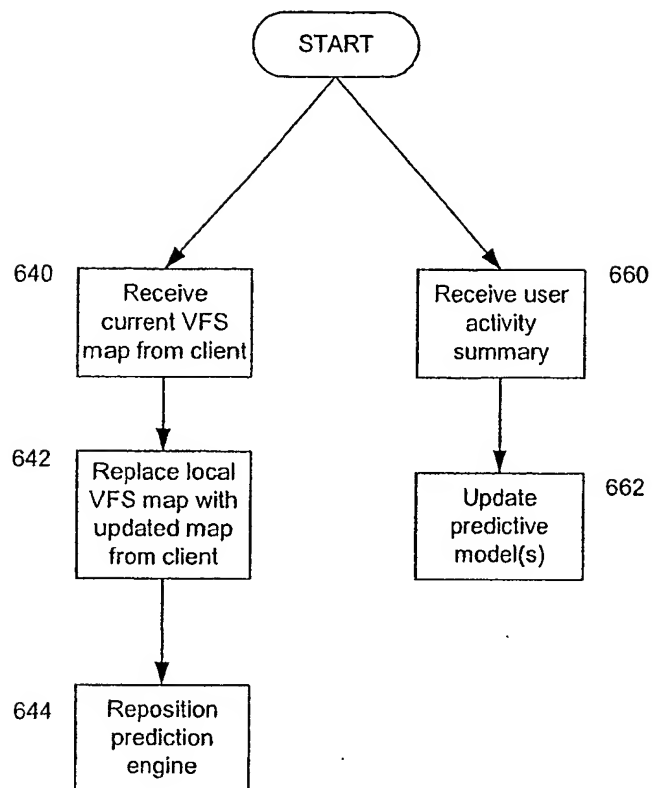 START
640
Receive
current VFS
map from client
660
Receive user
activity
summary
642
Replace local
VFS map with
updated map
from client
662
Update
predictive
model(s)
644
Reposition
prediction
engine